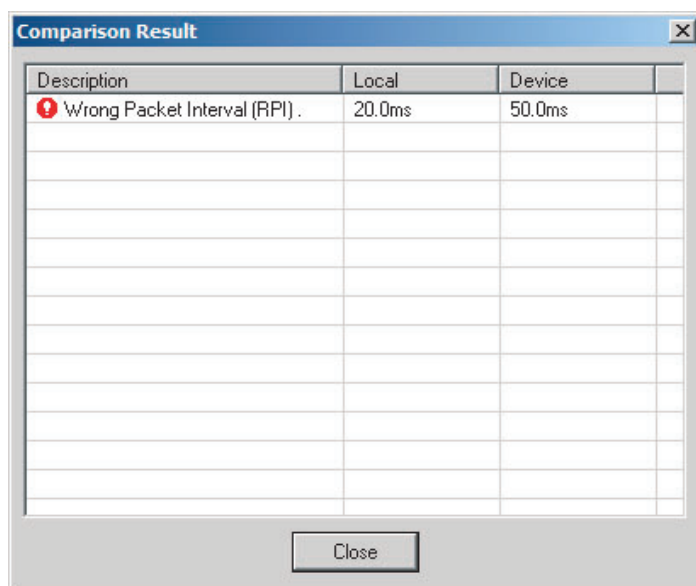 Comparison Result
Description Local Device
Wrong Packet Interval (RPI) . 20.0ms 50.0ms
Close